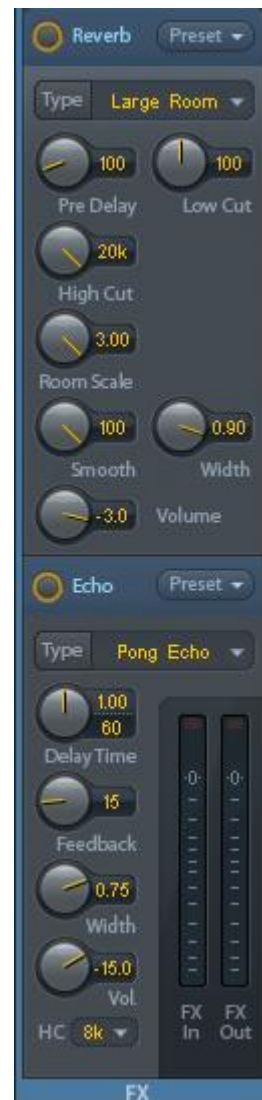 Reverb Preset
Type Large Room
100 100
Pre Delay Low Cut
20k
High Cut
3.00
Room Scale
100 0.90
Smooth Width
-3.0 Volume
Echo Preset
Type Pong Echo
1.00
60
Delay Time
-0- -0-
15
Feedback
0.75
Width
-15.0
Vol.
FX FX
In Out
HC 8k
FX